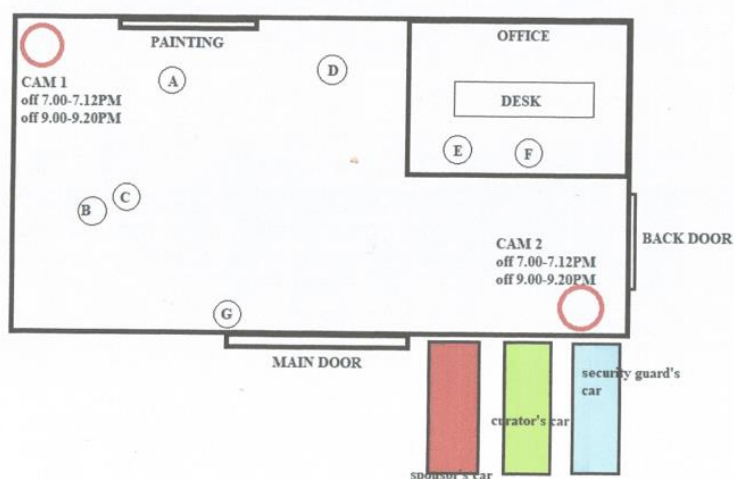 PAINTING
OFFICE
CAM 1
off 7.00-7.12PM
off 9.00-9.20PM
A
D
DESK
E
F
B
C
CAM 2
off 7.00-7.12PM
off 9.00-9.20PM
BACK DOOR
G
MAIN DOOR
security guard's
car
curator's car
sponsor's car